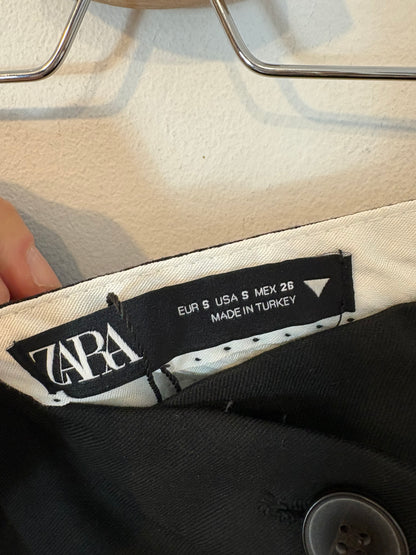 ZARA
EUR S USA S MEX 26
MADE IN TURKEY